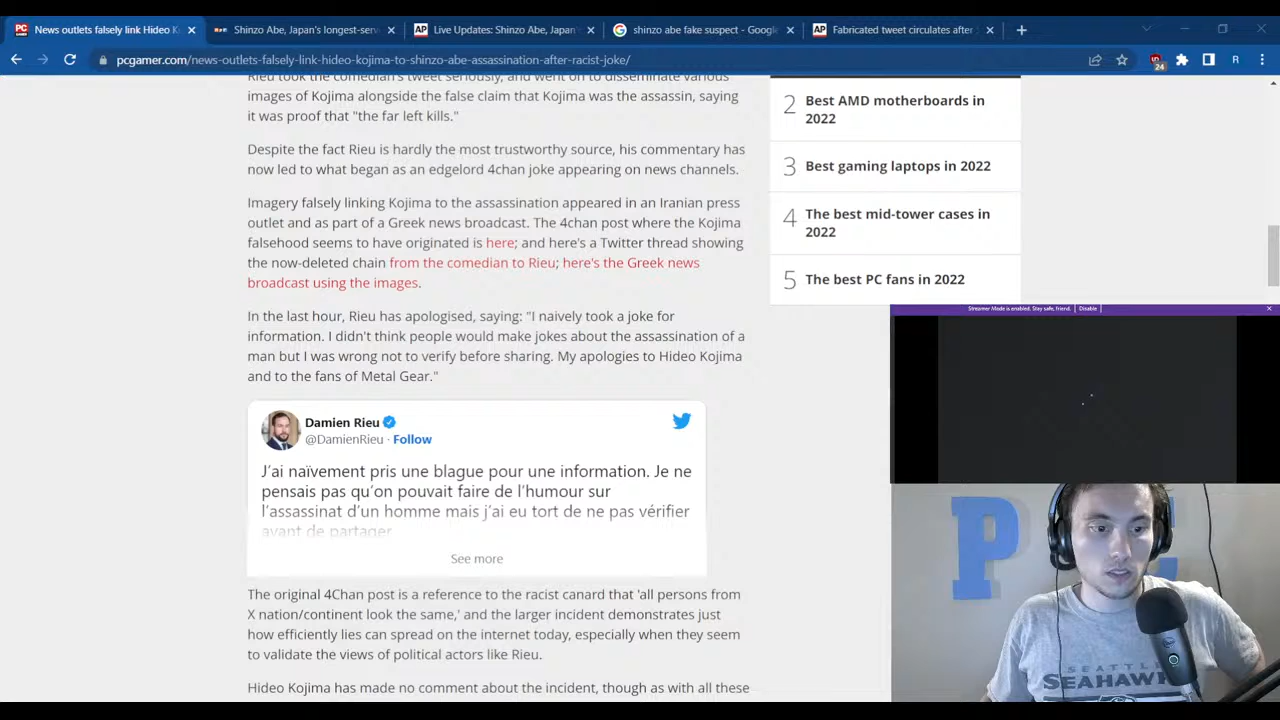 News outlets falsely link Hideo K
Shinzo Abe, Japan's longest-serv
Live Updates: Shinzo Abe, Japan'
shinzo abe fake suspect - Google
Fabricated tweet circulates after
pcgamer.com/news-outlets-falsely-link-hideo-kojima-to-shinzo-abe-assassination-after-racist-joke/
24
R
Rieu took the comedian's tweet seriously, and went on to disseminate various
images of Kojima alongside the false claim that Kojima was the assassin, saying
it was proof that "the far left kills."
Despite the fact Rieu is hardly the most trustworthy source, his commentary has
now led to what began as an edgelord 4chan joke appearing on news channels.
Imagery falsely linking Kojima to the assassination appeared in an Iranian press
outlet and as part of a Greek news broadcast. The 4chan post where the Kojima
falsehood seems to have originated is here; and here's a Twitter thread showing
the now-deleted chain from the comedian to Rieu; here's the Greek news
broadcast using the images.
In the last hour, Rieu has apologised, saying: "I naively took a joke for
information. I didn't think people would make jokes about the assassination of a
man but I was wrong not to verify before sharing. My apologies to Hideo Kojima
and to the fans of Metal Gear."
Damien Rieu
@DamienRieu · Follow
J'ai naïvement pris une blague pour une information. Je ne
pensais pas qu'on pouvait faire de l'humour sur
l'assassinat d'un homme mais j'ai eu tort de ne pas vérifier
avant de partager
See more
The original 4Chan post is a reference to the racist canard that 'all persons from
X nation/continent look the same,' and the larger incident demonstrates just
how efficiently lies can spread on the internet today, especially when they seem
to validate the views of political actors like Rieu.
Hideo Kojima has made no comment about the incident, though as with all these
2 Best AMD motherboards in
2022
3 Best gaming laptops in 2022
4 The best mid-tower cases in
2022
5 The best PC fans in 2022
Streamer Mode is enabled. Stay safe, friend. Disable
SEATTLE
SEAHAWKS